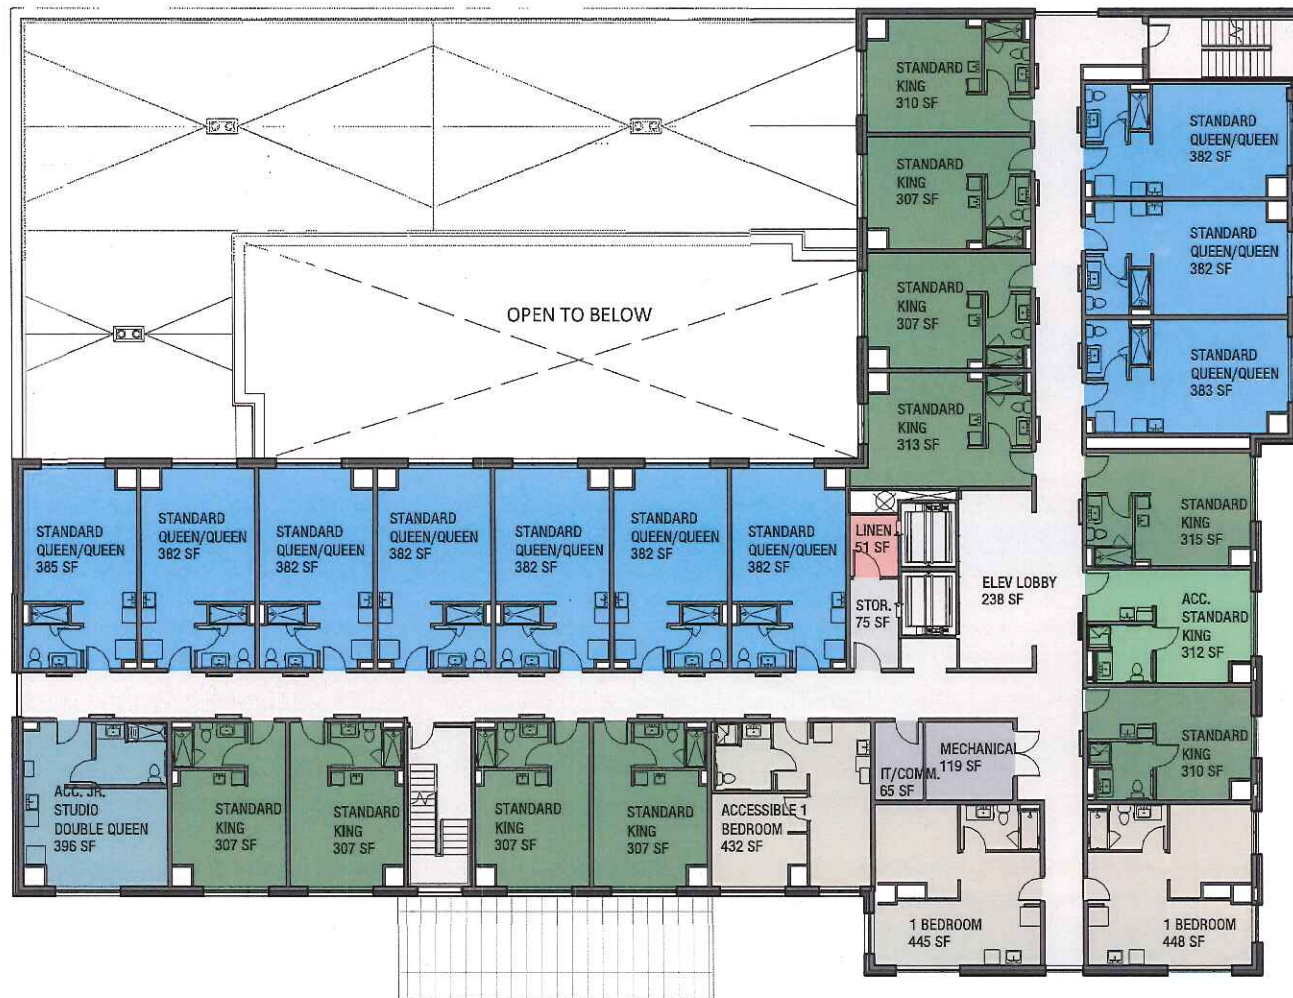 STANDARD
KING
310 SF
STANDARD
QUEEN/QUEEN
382 SF
STANDARD
KING
307 SF
STANDARD
QUEEN/QUEEN
382 SF
STANDARD
KING
307 SF
OPEN TO BELOW
STANDARD
QUEEN/QUEEN
383 SF
STANDARD
KING
313 SF
STANDARD
QUEEN/QUEEN
385 SF
STANDARD
QUEEN/QUEEN
382 SF
STANDARD
QUEEN/QUEEN
382 SF
STANDARD
QUEEN/QUEEN
382 SF
STANDARD
QUEEN/QUEEN
382 SF
STANDARD
QUEEN/QUEEN
382 SF
STANDARD
QUEEN/QUEEN
382 SF
LINEN
51 SF
STOR.
75 SF
ELEV LOBBY
238 SF
STANDARD
KING
315 SF
ACC.
STANDARD
KING
312 SF
STANDARD
KING
310 SF
ACC. JR.
STUDIO
DOUBLE QUEEN
396 SF
STANDARD
KING
307 SF
STANDARD
KING
307 SF
STANDARD
KING
307 SF
STANDARD
KING
307 SF
ACCESSIBLE 1
BEDROOM
432 SF
IT/COMM.
65 SF
MECHANICAL
119 SF
1 BEDROOM
445 SF
1 BEDROOM
448 SF